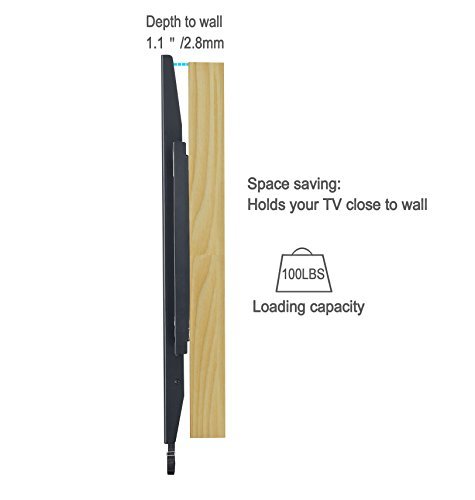 Depth to wall
1.1 " /2.8mm
Space saving:
Holds your TV close to wall
100LBS
Loading capacity